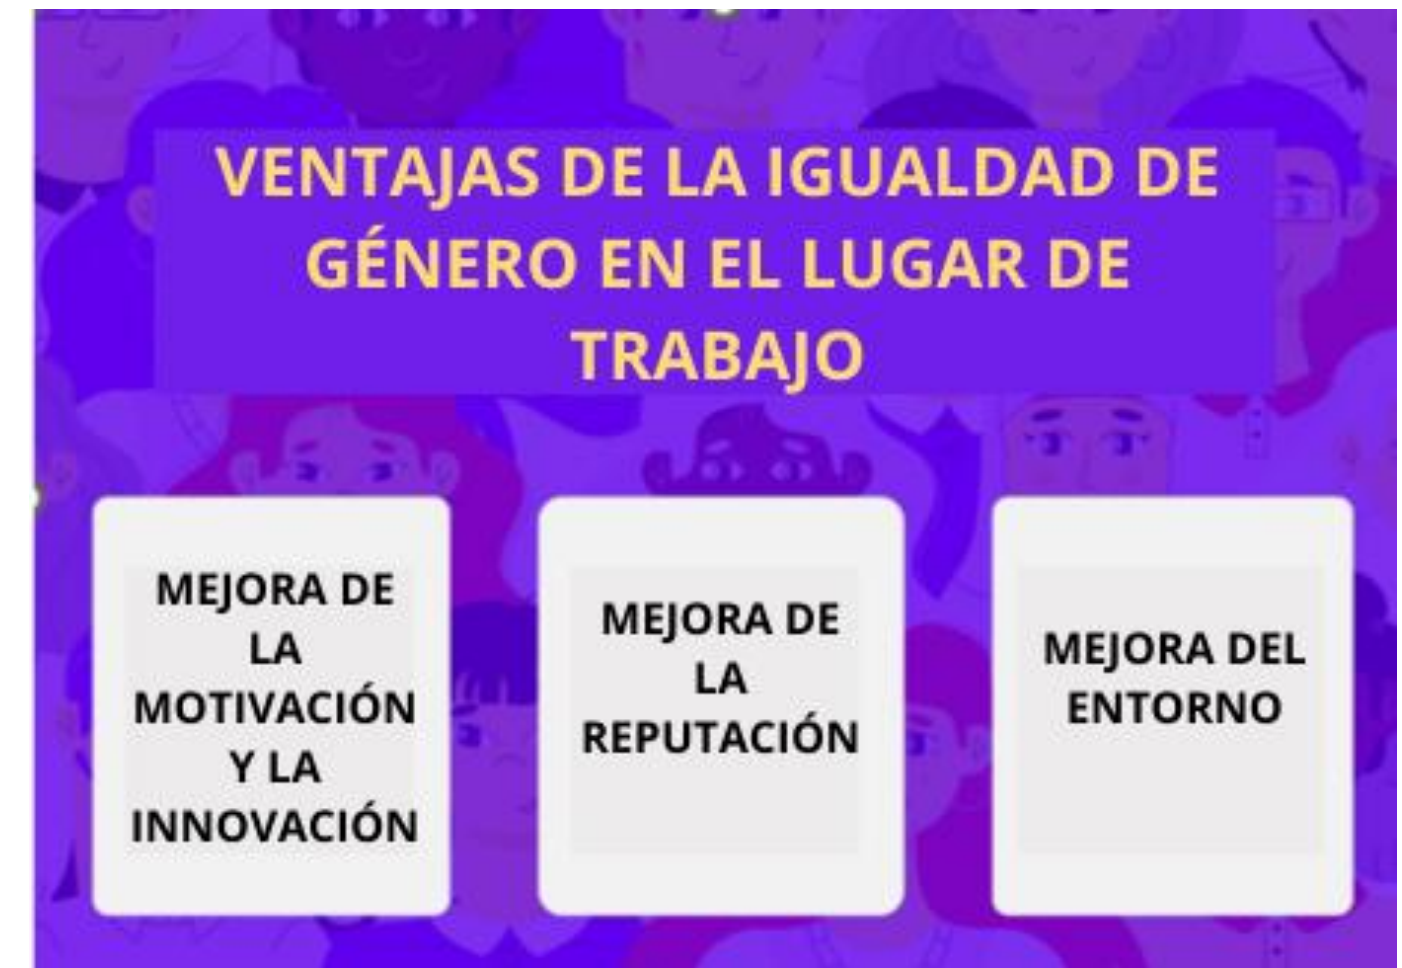 VENTAJAS DE LA IGUALDAD DE
GÉNERO EN EL LUGAR DE
TRABAJO
MEJORA DE
LA
MOTIVACIÓN
Y LA
INNOVACIÓN
MEJORA DE
LA
REPUTACIÓN
MEJORA DEL
ENTORNO